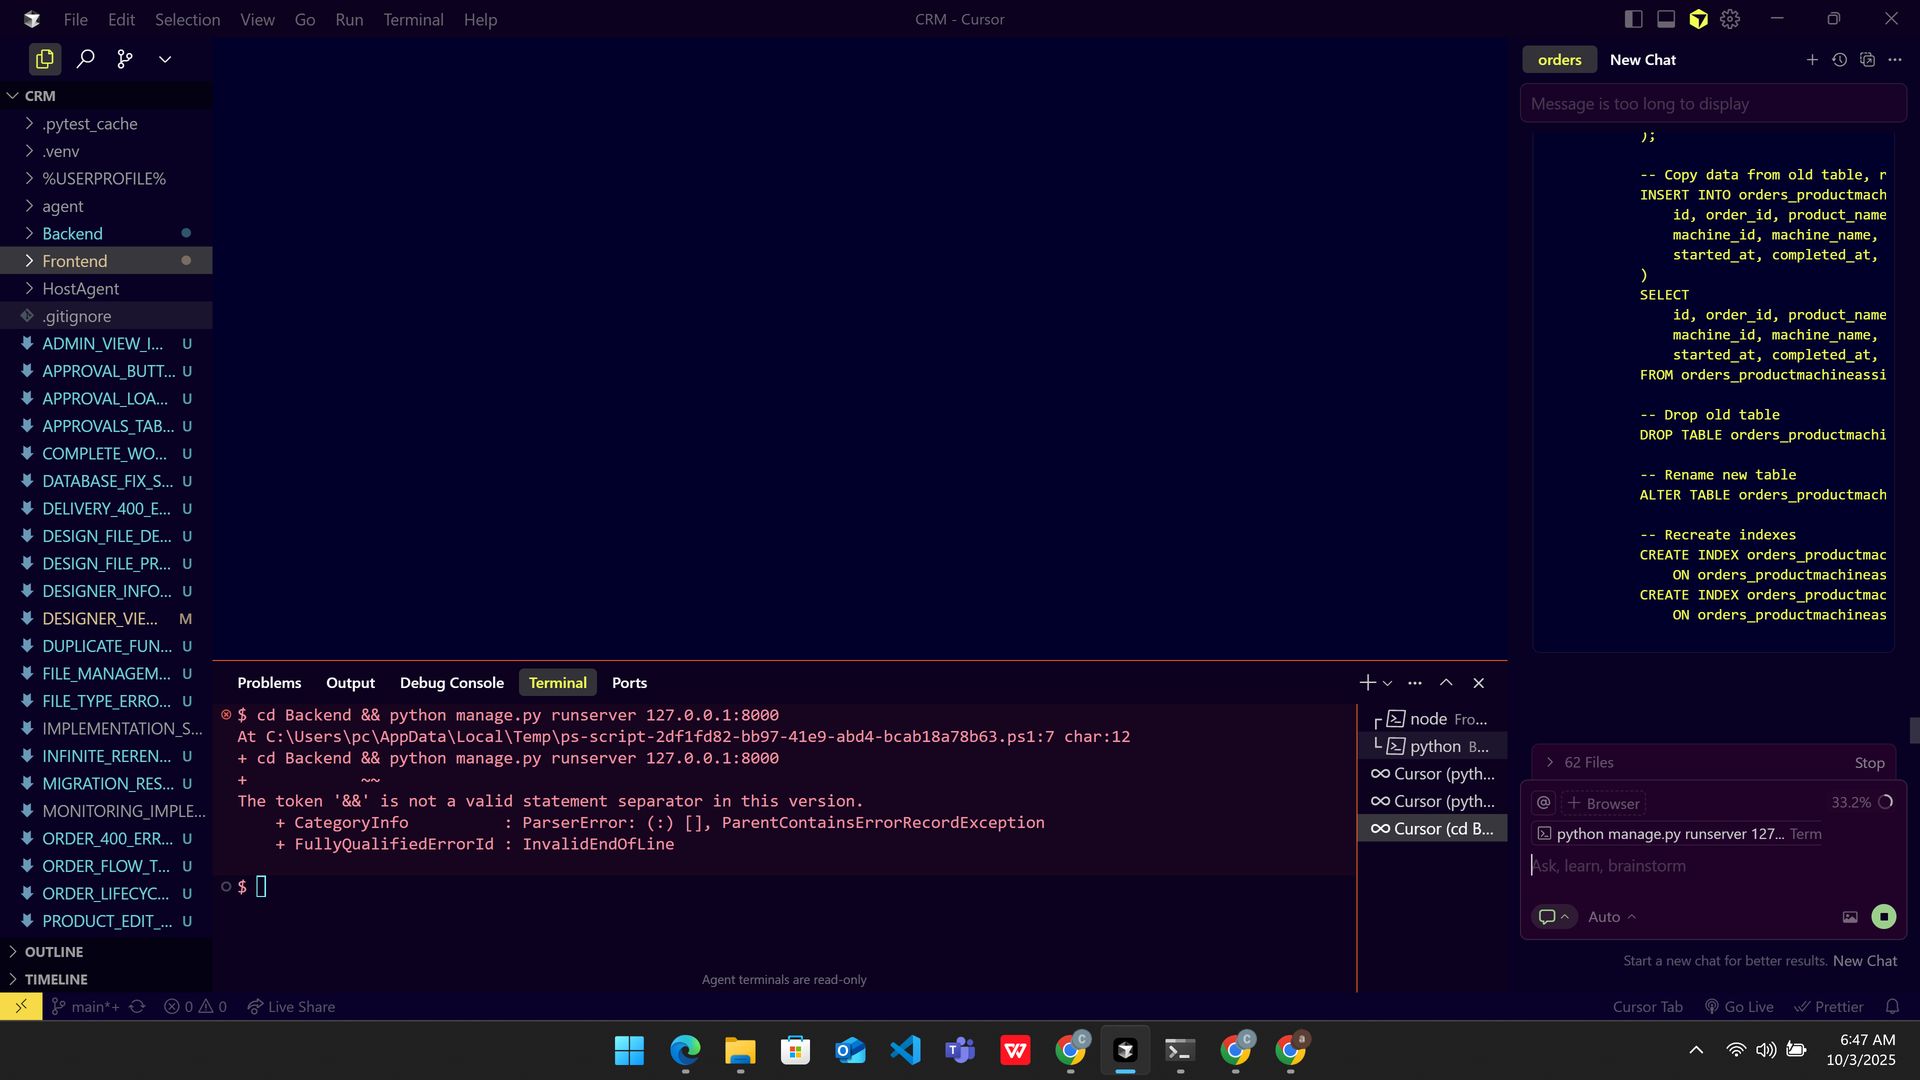 File Edit Selection View Go Run Terminal Help
CRM - Cursor
CRM
.pytest_cache
.venv
%USERPROFILE%
agent
Backend
Frontend
HostAgent
.gitignore
ADMIN_VIEW_I... U
APPROVAL_BUTT... U
APPROVAL_LOA... U
APPROVALS_TAB... U
COMPLETE_WO... U
DATABASE_FIX_S... U
DELIVERY_400_E... U
DESIGN_FILE_DE... U
DESIGN_FILE_PR... U
DESIGNER_INFO... U
DESIGNER_VIE... M
DUPLICATE_FUN... U
FILE_MANAGEM... U
FILE_TYPE_ERRO... U
IMPLEMENTATION_S...
INFINITE_REREN... U
MIGRATION_RES... U
MONITORING_IMPLE...
ORDER_400_ERR... U
ORDER_FLOW_T... U
ORDER_LIFECYC... U
PRODUCT_EDIT_... U
OUTLINE
TIMELINE
Problems Output Debug Console Terminal Ports
$ cd Backend && python manage.py runserver 127.0.0.1:8000
At C:\Users\pc\AppData\Local\Temp\ps-script-2df1fd82-bb97-41e9-abd4-bcab18a78b63.ps1:7 char:12
+ cd Backend && python manage.py runserver 127.0.0.1:8000
+            ~~
The token '&&' is not a valid statement separator in this version.
    + CategoryInfo          : ParserError: (:) [], ParentContainsErrorRecordException
    + FullyQualifiedErrorId : InvalidEndOfLine
$
Agent terminals are read-only
node Fro...
python B...
Cursor (pyth...
Cursor (pyth...
Cursor (cd B...
orders New Chat
Message is too long to display
);
-- Copy data from old table, r
INSERT INTO orders_productmach
id, order_id, product_name
machine_id, machine_name,
started_at, completed_at,
)
SELECT
id, order_id, product_name
machine_id, machine_name,
started_at, completed_at,
FROM orders_productmachineassi
-- Drop old table
DROP TABLE orders_productmachi
-- Rename new table
ALTER TABLE orders_productmach
-- Recreate indexes
CREATE INDEX orders_productmac
ON orders_productmachineas
CREATE INDEX orders_productmac
ON orders_productmachineas
62 Files Stop
@ + Browser 33.2%
python manage.py runserver 127... Term
Ask, learn, brainstorm
Auto
Start a new chat for better results. New Chat
main*+ 0 0 Live Share
Cursor Tab Go Live Prettier
6:47 AM
10/3/2025